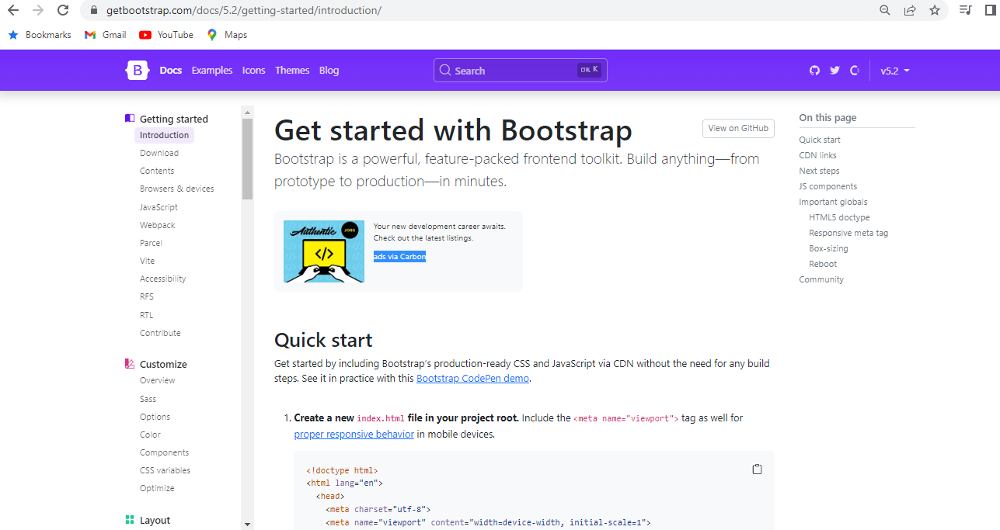 getbootstrap.com/docs/5.2/getting-started/introduction/
Bookmarks Gmail YouTube Maps
B Docs Examples Icons Themes Blog Search Ctrl K v5.2
Getting started
Introduction
Download
Contents
Browsers & devices
JavaScript
Webpack
Parcel
Vite
Accessibility
RFS
RTL
Contribute
Customize
Overview
Sass
Options
Color
Components
CSS variables
Optimize
Layout
Get started with Bootstrap
View on GitHub
Bootstrap is a powerful, feature-packed frontend toolkit. Build anything—from
prototype to production—in minutes.
Authentic JOBS
</>
Your new development career awaits.
Check out the latest listings.
ads via Carbon
Quick start
Get started by including Bootstrap’s production-ready CSS and JavaScript via CDN without the need for any build
steps. See it in practice with this Bootstrap CodePen demo.
1. Create a new index.html file in your project root. Include the <meta name="viewport"> tag as well for
proper responsive behavior in mobile devices.
<!doctype html>
<html lang="en">
<head>
<meta charset="utf-8">
<meta name="viewport" content="width=device-width, initial-scale=1">
On this page
Quick start
CDN links
Next steps
JS components
Important globals
HTML5 doctype
Responsive meta tag
Box-sizing
Reboot
Community